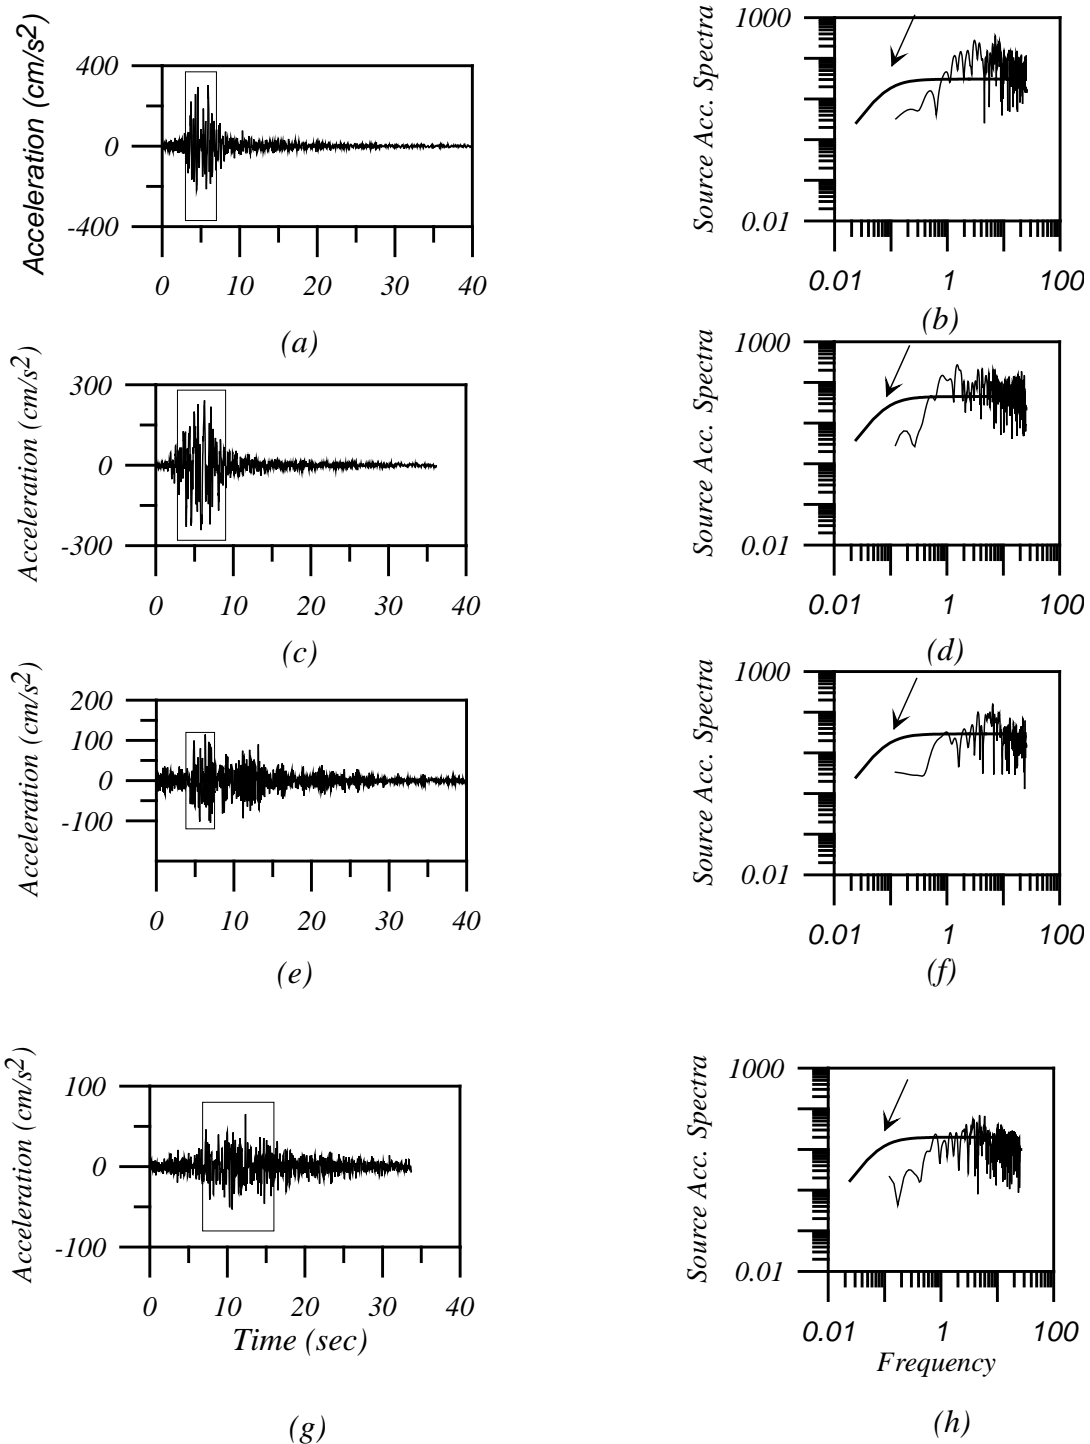 Acceleration (cm/s2)
400
0
-400
0 10 20 30 40
(a)
Source Acc. Spectra
1000
0.01
0.01 1 100
(b)
Acceleration (cm/s2)
300
0
-300
0 10 20 30 40
(c)
Source Acc. Spectra
1000
0.01
0.01 1 100
(d)
Acceleration (cm/s2)
200
100
0
-100
0 10 20 30 40
(e)
Source Acc. Spectra
1000
0.01
0.01 1 100
(f)
Acceleration (cm/s2)
100
0
-100
0 10 20 30 40
Time (sec)
(g)
Source Acc. Spectra
1000
0.01
0.01 1 100
Frequency
(h)